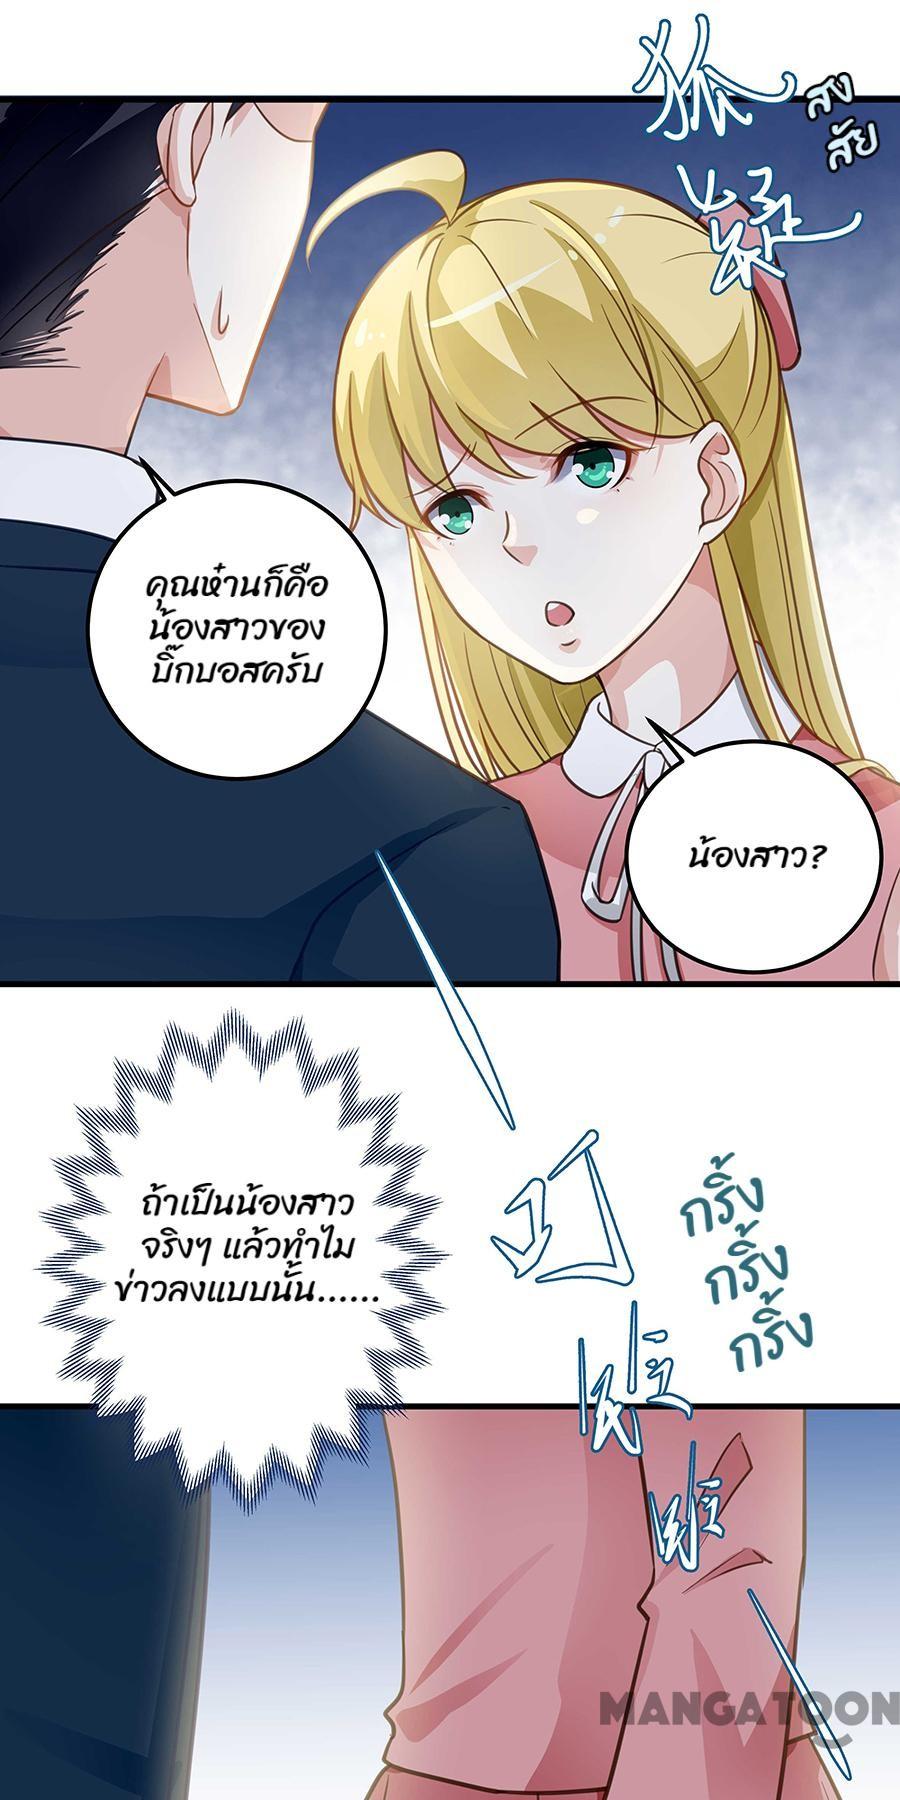 狐疑
สง
สัย
คุณห่านก็คือ
น้องสาวของ
บิ๊กบอสครับ
น้องสาว?
ถ้าเป็นน้องสาว
จริงๆ แล้วทำไม
ข่าวลงแบบนั้น......
叮
กริ๊ง
กริ๊ง
กริ๊ง
MANGATOON